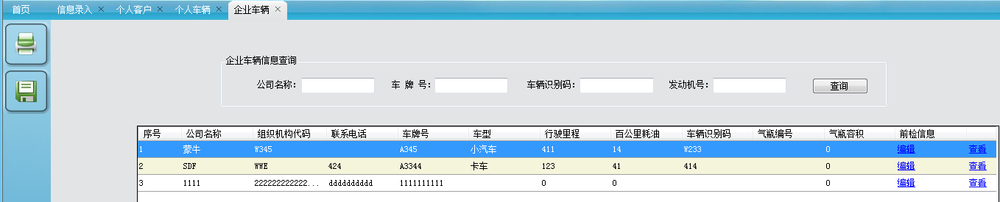 首页 信息录入 个人客户 个人车辆 企业车辆
企业车辆信息查询
公司名称: 车 牌 号: 车辆识别码: 发动机号: 查询
序号 公司名称 组织机构代码 联系电话 车牌号 车型 行驶里程 百公里耗油 车辆识别码 气瓶编号 气瓶容积 前检信息
1 蒙牛 W345 A345 小汽车 411 14 W233 0 编辑 查看
2 SDF WWE 424 A3344 卡车 123 41 414 0 编辑 查看
3 1111 222222222222... dddddddddd 1111111111 0 0 0 编辑 查看